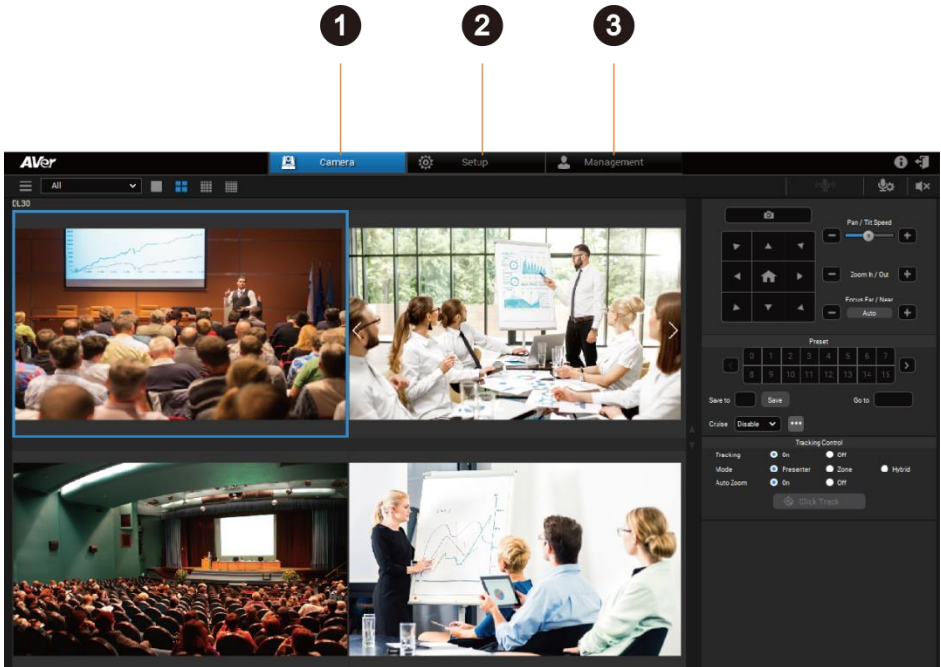 1 2 3
AVer Camera Setup Management
All
DL30
Pan / Tilt Speed
Zoom In / Out
Focus Far / Near
Auto
Preset
0 1 2 3 4 5 6 7
8 9 10 11 12 13 14 15
Save to Save Go to
Cruise Disable
Tracking Control
Tracking On Off
Mode Presenter Zone Hybrid
Auto Zoom On Off
Click Track